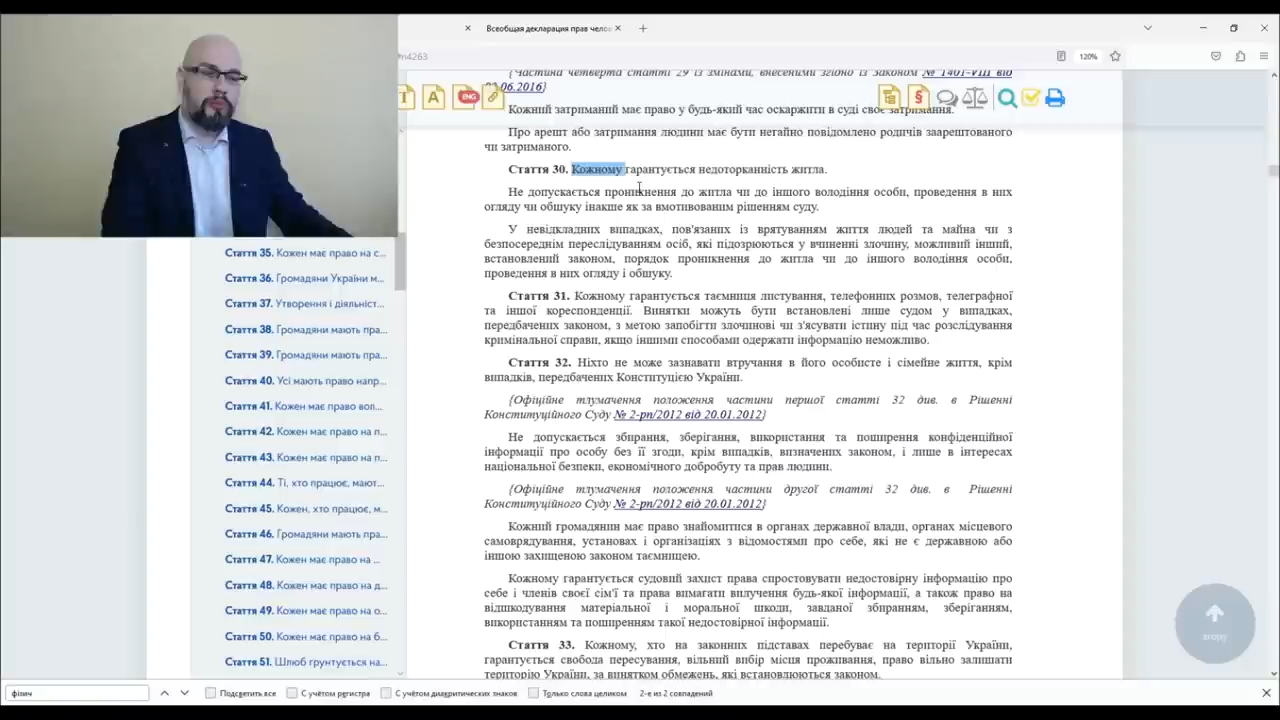 Всеобщая декларация прав чело
n4263
120%
{Частина четверта статті 29 із змінами, внесеними згідно із Законом № 1401-VIII від
02.06.2016}
ENG
Кожний затриманий має право у будь-який час оскаржити в суді своє затримання.
Про арешт або затримання людини має бути негайно повідомлено родичів заарештованого
чи затриманого.
Стаття 30. Кожному гарантується недоторканність житла.
Не допускається проникнення до житла чи до іншого володіння особи, проведення в них
огляду чи обшуку інакше як за вмотивованим рішенням суду.
У невідкладних випадках, пов'язаних із врятуванням життя людей та майна чи з
безпосереднім переслідуванням осіб, які підозрюються у вчиненні злочину, можливий інший,
встановлений законом, порядок проникнення до житла чи до іншого володіння особи,
проведення в них огляду і обшуку.
Стаття 31. Кожному гарантується таємниця листування, телефонних розмов, телеграфної
та іншої кореспонденції. Винятки можуть бути встановлені лише судом у випадках,
передбачених законом, з метою запобігти злочинові чи з'ясувати істину під час розслідування
кримінальної справи, якщо іншими способами одержати інформацію неможливо.
Стаття 32. Ніхто не може зазнавати втручання в його особисте і сімейне життя, крім
випадків, передбачених Конституцією України.
{Офіційне тлумачення положення частини першої статті 32 див. в Рішенні
Конституційного Суду № 2-рп/2012 від 20.01.2012}
Не допускається збирання, зберігання, використання та поширення конфіденційної
інформації про особу без її згоди, крім випадків, визначених законом, і лише в інтересах
національної безпеки, економічного добробуту та прав людини.
{Офіційне тлумачення положення частини другої статті 32 див. в Рішенні
Конституційного Суду № 2-рп/2012 від 20.01.2012}
Кожний громадянин має право знайомитися в органах державної влади, органах місцевого
самоврядування, установах і організаціях з відомостями про себе, які не є державною або
іншою захищеною законом таємницею.
Кожному гарантується судовий захист права спростовувати недостовірну інформацію про
себе і членів своєї сім'ї та права вимагати вилучення будь-якої інформації, а також право на
відшкодування матеріальної і моральної шкоди, завданої збиранням, зберіганням,
використанням та поширенням такої недостовірної інформації.
Стаття 33. Кожному, хто на законних підставах перебуває на території України,
гарантується свобода пересування, вільний вибір місця проживання, право вільно залишати
територію України, за винятком обмежень, які встановлюються законом.
Стаття 35. Кожен має право на с...
Стаття 36. Громадяни України м...
Стаття 37. Утворення і діяльніст...
Стаття 38. Громадяни мають пра...
Стаття 39. Громадяни мають пра...
Стаття 40. Усі мають право напр...
Стаття 41. Кожен має право вол...
Стаття 42. Кожен має право на п...
Стаття 43. Кожен має право на п...
Стаття 44. Ті, хто працює, мают...
Стаття 45. Кожен, хто працює, м...
Стаття 46. Громадяни мають пра...
Стаття 47. Кожен має право на ...
Стаття 48. Кожен має право на д...
Стаття 49. Кожен має право на о...
Стаття 50. Кожен має право на б...
Стаття 51. Шлюб грунтується на...
вгору
фізич
Подсветить все
С учётом регистра
С учётом диакритических знаков
Только слова целиком
2-е из 2 совпадений